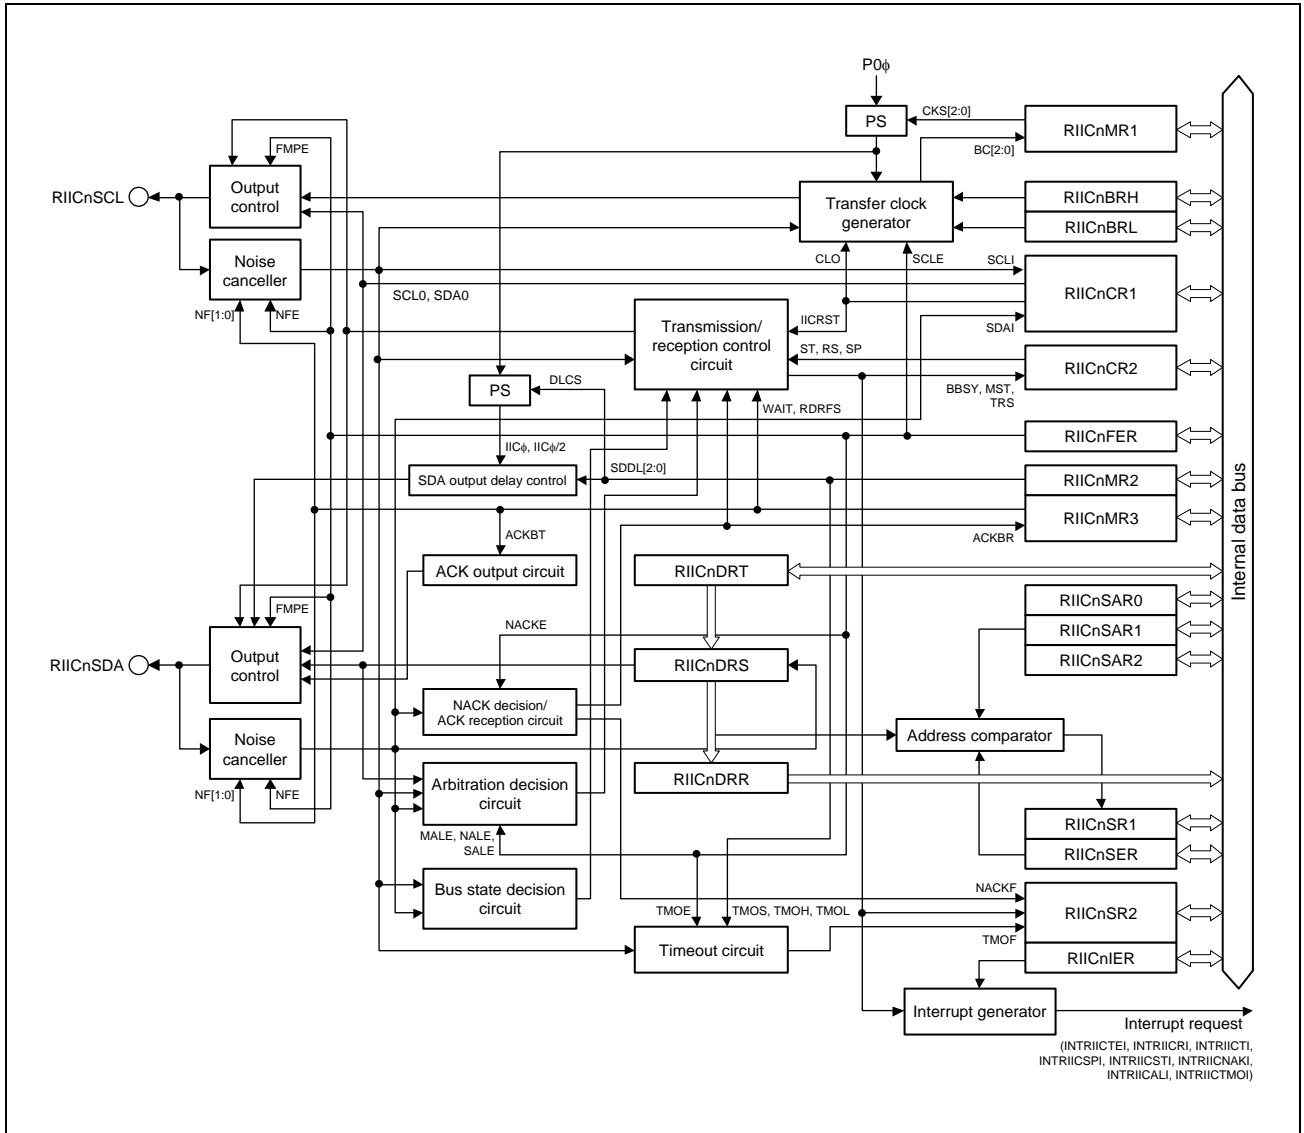 P0ϕ
PS
CKS[2:0]
RIICnMR1
BC[2:0]
FMPE
Output
control
RIICnSCL
Transfer clock
generator
RIICnBRH
RIICnBRL
Noise
canceller
CLO
SCLE
SCLI
RIICnCR1
SCL0, SDA0
NF[1:0]
NFE
IICRST
SDAI
Transmission/
reception control
circuit
ST, RS, SP
RIICnCR2
BBSY, MST,
TRS
PS
DLCS
WAIT, RDRFS
RIICnFER
IICϕ, IICϕ/2
SDDL[2:0]
SDA output delay control
RIICnMR2
RIICnMR3
ACKBT
ACKBR
ACK output circuit
RIICnDRT
Internal data bus
RIICnSAR0
RIICnSAR1
RIICnSAR2
FMPE
NACKE
Output
control
RIICnSDA
RIICnDRS
NACK decision/
ACK reception circuit
Address comparator
Noise
canceller
RIICnDRR
Arbitration decision
circuit
NF[1:0]
NFE
MALE, NALE,
SALE
RIICnSR1
RIICnSER
Bus state decision
circuit
NACKF
RIICnSR2
TMOE
TMOS, TMOH, TMOL
TMOF
Timeout circuit
RIICnIER
Interrupt generator
Interrupt request
(INTRIICTEI, INTRIICRI, INTRIICTI,
INTRIICSPI, INTRIICSTI, INTRIICNAKI,
INTRIICALI, INTRIICTMOI)